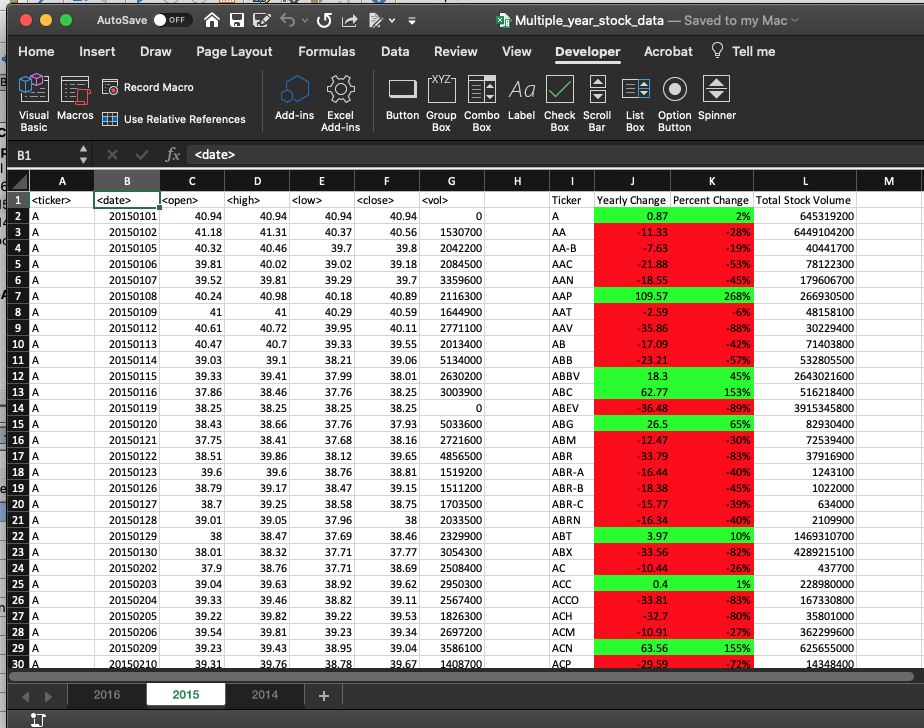 AutoSave OFF Multiple_year_stock_data — Saved to my Mac
Home Insert Draw Page Layout Formulas Data Review View Developer Acrobat Tell me
Visual Basic Macros Record Macro Use Relative References Add-ins Excel Add-ins Button Group Box Combo Box Label Check Box Scroll Bar List Box Option Button Spinner
B1 fx <date>
A B C D E F G H I J K L M
1 <ticker> <date> <open> <high> <low> <close> <vol> Ticker Yearly Change Percent Change Total Stock Volume
2 A 20150101 40.94 40.94 40.94 40.94 0 A 0.87 2% 645319200
3 A 20150102 41.18 41.31 40.37 40.56 1530700 AA -11.33 -28% 6449104200
4 A 20150105 40.32 40.46 39.7 39.8 2042200 AA-B -7.63 -19% 40441700
5 A 20150106 39.81 40.02 39.02 39.18 2084500 AAC -21.88 -53% 78122300
6 A 20150107 39.52 39.81 39.29 39.7 3359600 AAN -18.55 -45% 179606700
7 A 20150108 40.24 40.98 40.18 40.89 2116300 AAP 109.57 268% 266930500
8 A 20150109 41 41 40.29 40.59 1644900 AAT -2.59 -6% 48158100
9 A 20150112 40.61 40.72 39.95 40.11 2771100 AAV -35.86 -88% 30229400
10 A 20150113 40.47 40.7 39.33 39.55 2013400 AB -17.09 -42% 71403800
11 A 20150114 39.03 39.1 38.21 39.06 5134000 ABB -23.21 -57% 532805500
12 A 20150115 39.33 39.41 37.99 38.01 2630200 ABBV 18.3 45% 2643021600
13 A 20150116 37.86 38.46 37.76 38.25 3003900 ABC 62.77 153% 516218400
14 A 20150119 38.25 38.25 38.25 38.25 0 ABEV -36.48 -89% 3915345800
15 A 20150120 38.43 38.66 37.76 37.93 5033600 ABG 26.5 65% 82930400
16 A 20150121 37.75 38.41 37.68 38.16 2721600 ABM -12.47 -30% 72539400
17 A 20150122 38.51 39.86 38.12 39.65 4856500 ABR -33.79 -83% 37916900
18 A 20150123 39.6 39.6 38.76 38.81 1519200 ABR-A -16.44 -40% 1243100
19 A 20150126 38.79 39.17 38.47 39.15 1511200 ABR-B -18.38 -45% 1022000
20 A 20150127 38.7 39.25 38.58 38.75 1703500 ABR-C -15.77 -39% 634000
21 A 20150128 39.01 39.05 37.96 38 2033500 ABRN -16.34 -40% 2109900
22 A 20150129 38 38.47 37.69 38.46 2329900 ABT 3.97 10% 1469310700
23 A 20150130 38.01 38.32 37.71 37.77 3054300 ABX -33.56 -82% 4289215100
24 A 20150202 37.9 38.76 37.71 38.69 2508400 AC -10.44 -26% 437700
25 A 20150203 39.04 39.63 38.92 39.62 2950300 ACC 0.4 1% 228980000
26 A 20150204 39.33 39.46 38.82 39.11 2567400 ACCO -33.81 -83% 167330800
27 A 20150205 39.22 39.82 39.22 39.53 1826300 ACH -32.7 -80% 35801000
28 A 20150206 39.54 39.81 39.23 39.34 2697200 ACM -10.91 -27% 362299600
29 A 20150209 39.23 39.43 38.95 39.04 3586100 ACN 63.56 155% 625655000
30 A 20150210 39.31 39.76 38.78 39.67 1408700 ACP -29.59 -72% 14348400
2016 2015 2014 +